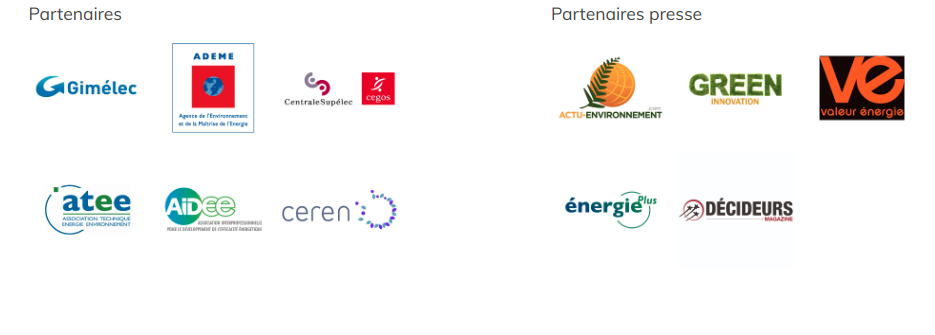 Partenaires
Gimélec
ADEME
Agence de l'Environnement
et de la Maîtrise de l'Energie
CentraleSupélec
cegos
atee
ASSOCIATION TECHNIQUE
ENERGIE ENVIRONNEMENT
AiDEE
ASSOCIATION INTERPROFESSIONNELLE
POUR LE DÉVELOPPEMENT DE L'EFFICACITÉ ÉNERGÉTIQUE
ceren
Partenaires presse
ACTU-ENVIRONNEMENT
.com
GREEN
INNOVATION
ve
valeur énergie
énergie Plus
DÉCIDEURS
MAGAZINE